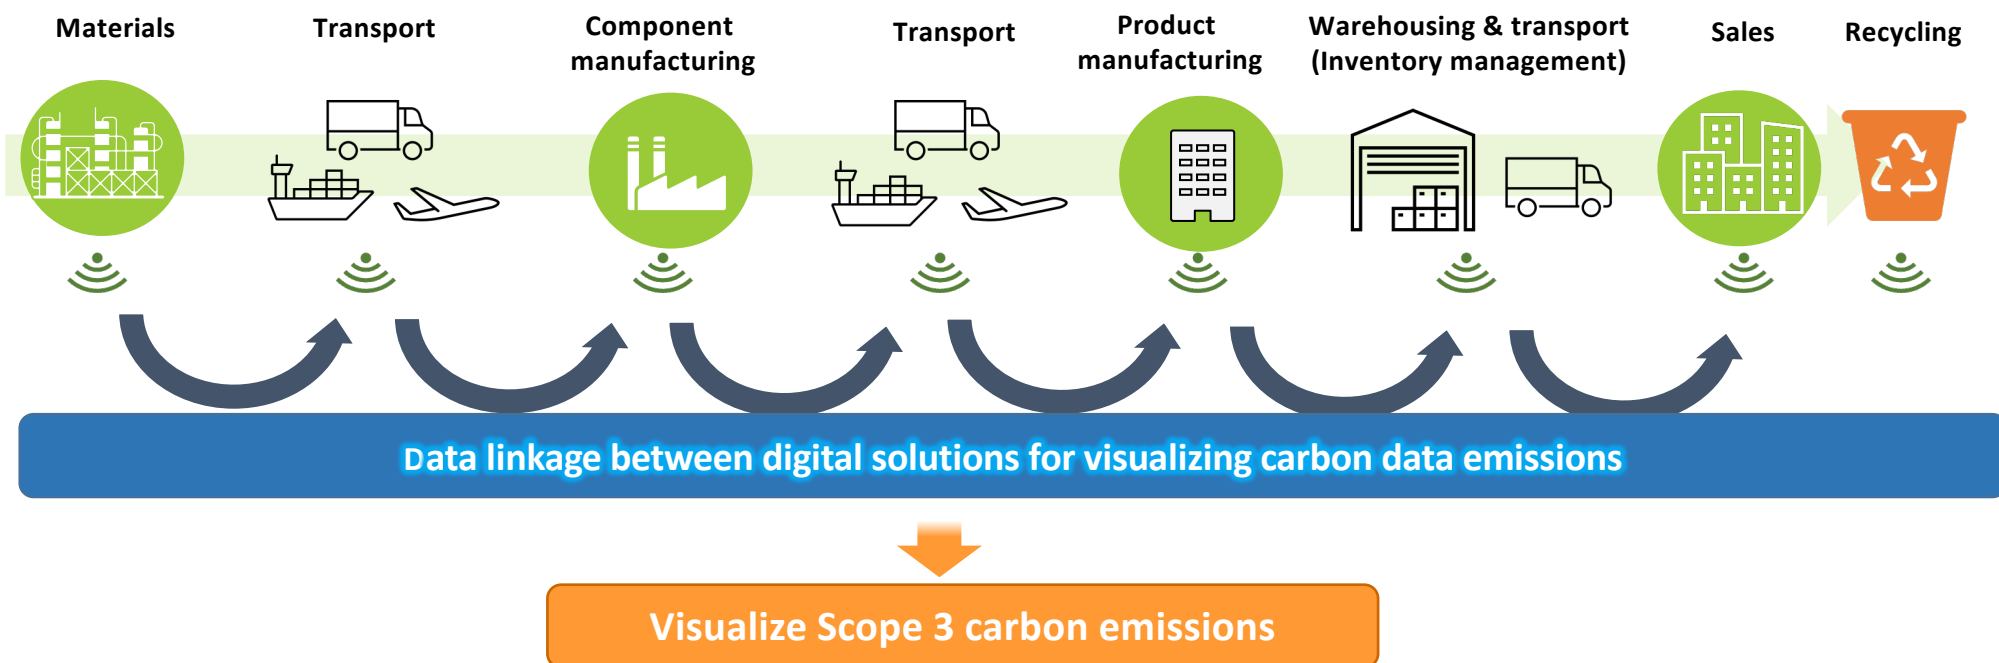 Materials
Transport
Component
manufacturing
Transport
Product
manufacturing
Warehousing & transport
(Inventory management)
Sales
Recycling
Data linkage between digital solutions for visualizing carbon data emissions
Visualize Scope 3 carbon emissions